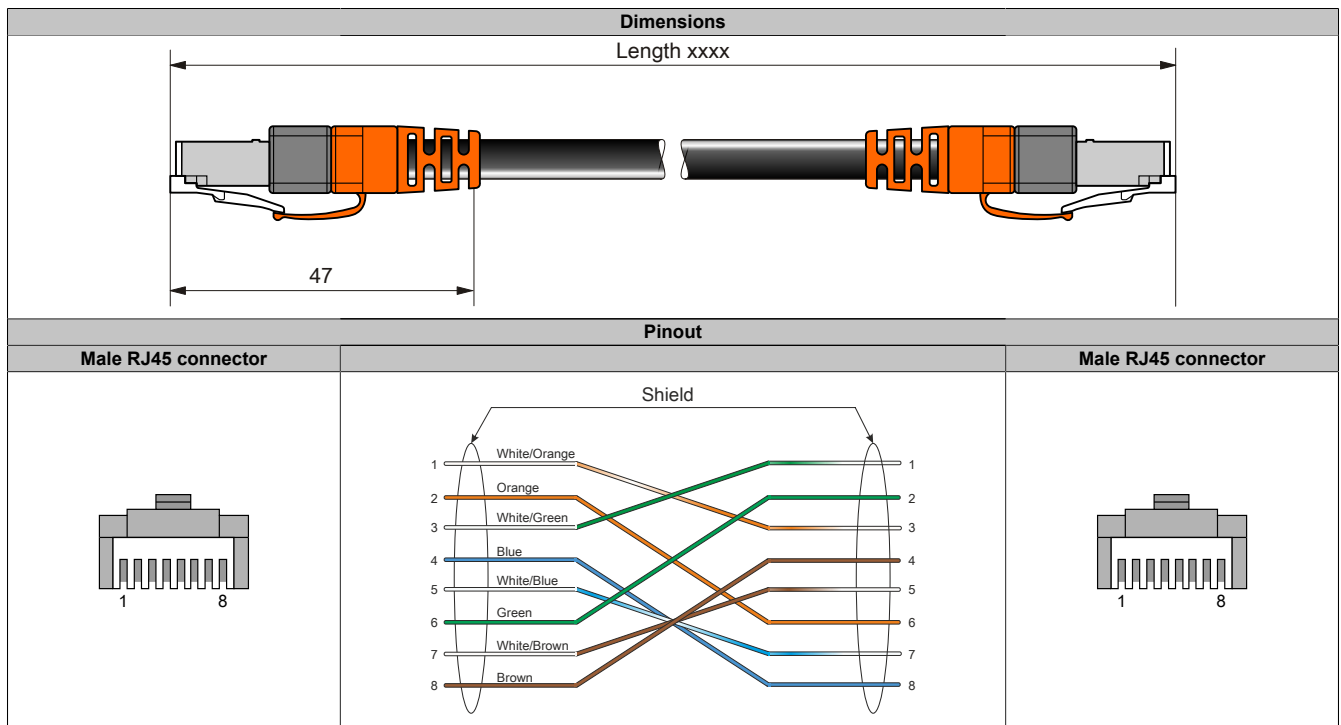 Dimensions
Length xxxx
47
Pinout
Male RJ45 connector
Male RJ45 connector
1 8
Shield
1 White/Orange 1
2 Orange 2
3 White/Green 3
4 Blue 4
5 White/Blue 5
6 Green 6
7 White/Brown 7
8 Brown 8
1 8